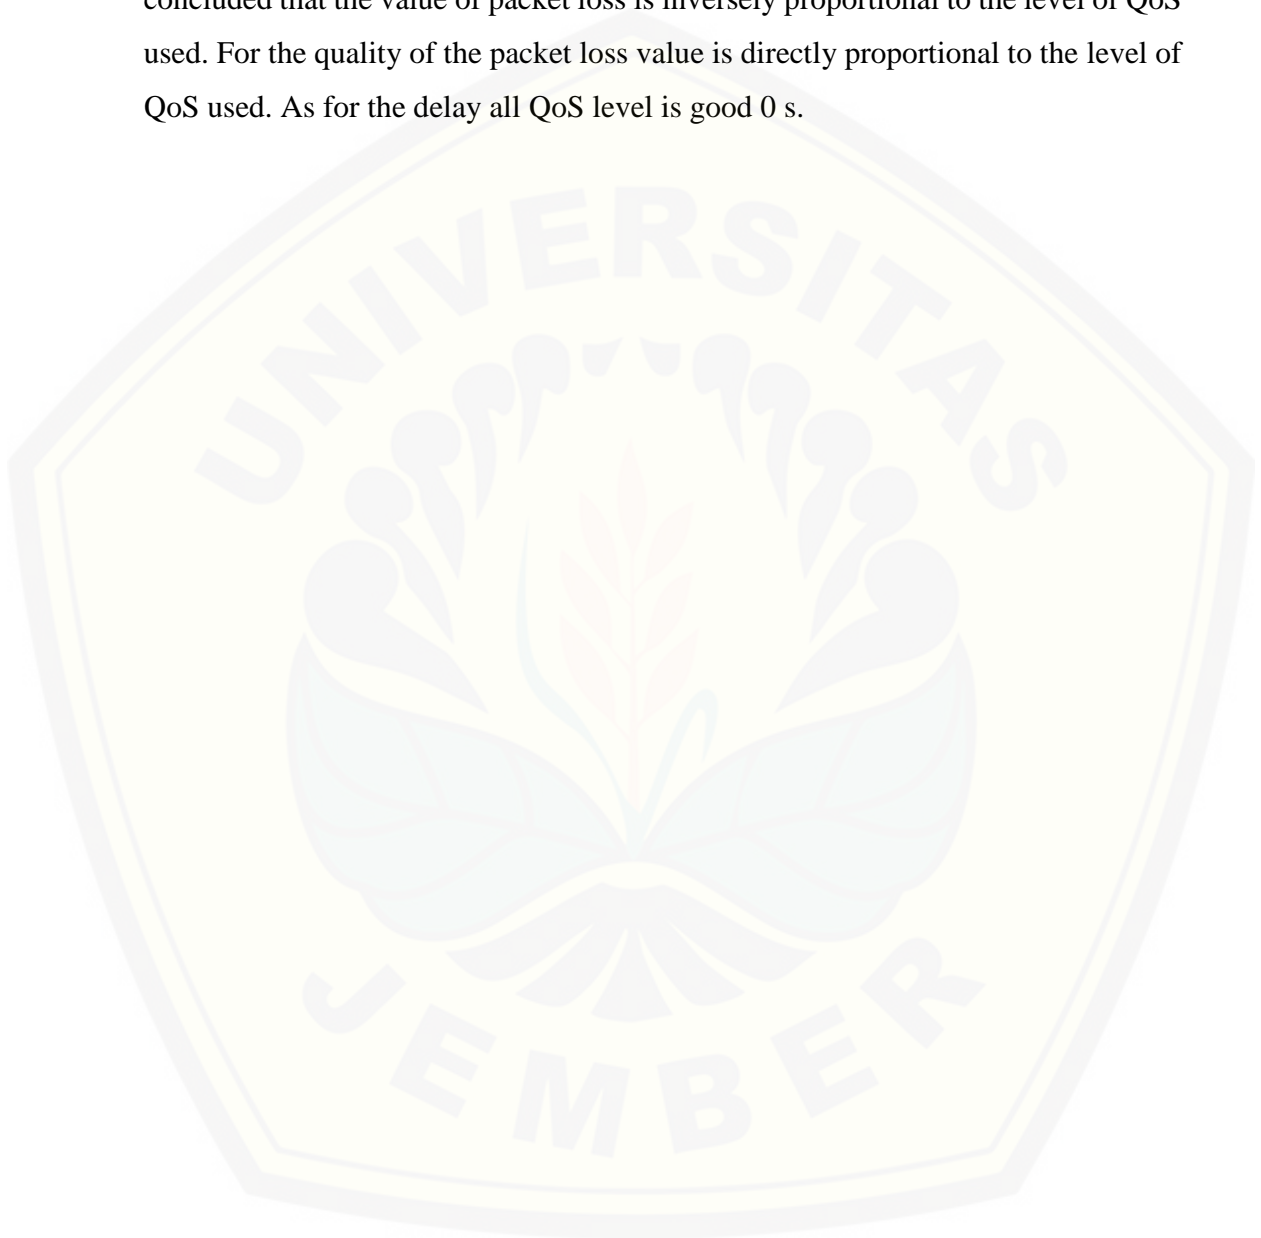 concluded that the value of packet loss is inversely proportional to the level of QoS
used. For the quality of the packet loss value is directly proportional to the level of
QoS used. As for the delay all QoS level is good 0 s.
UNIVERSITAS
JEMBER